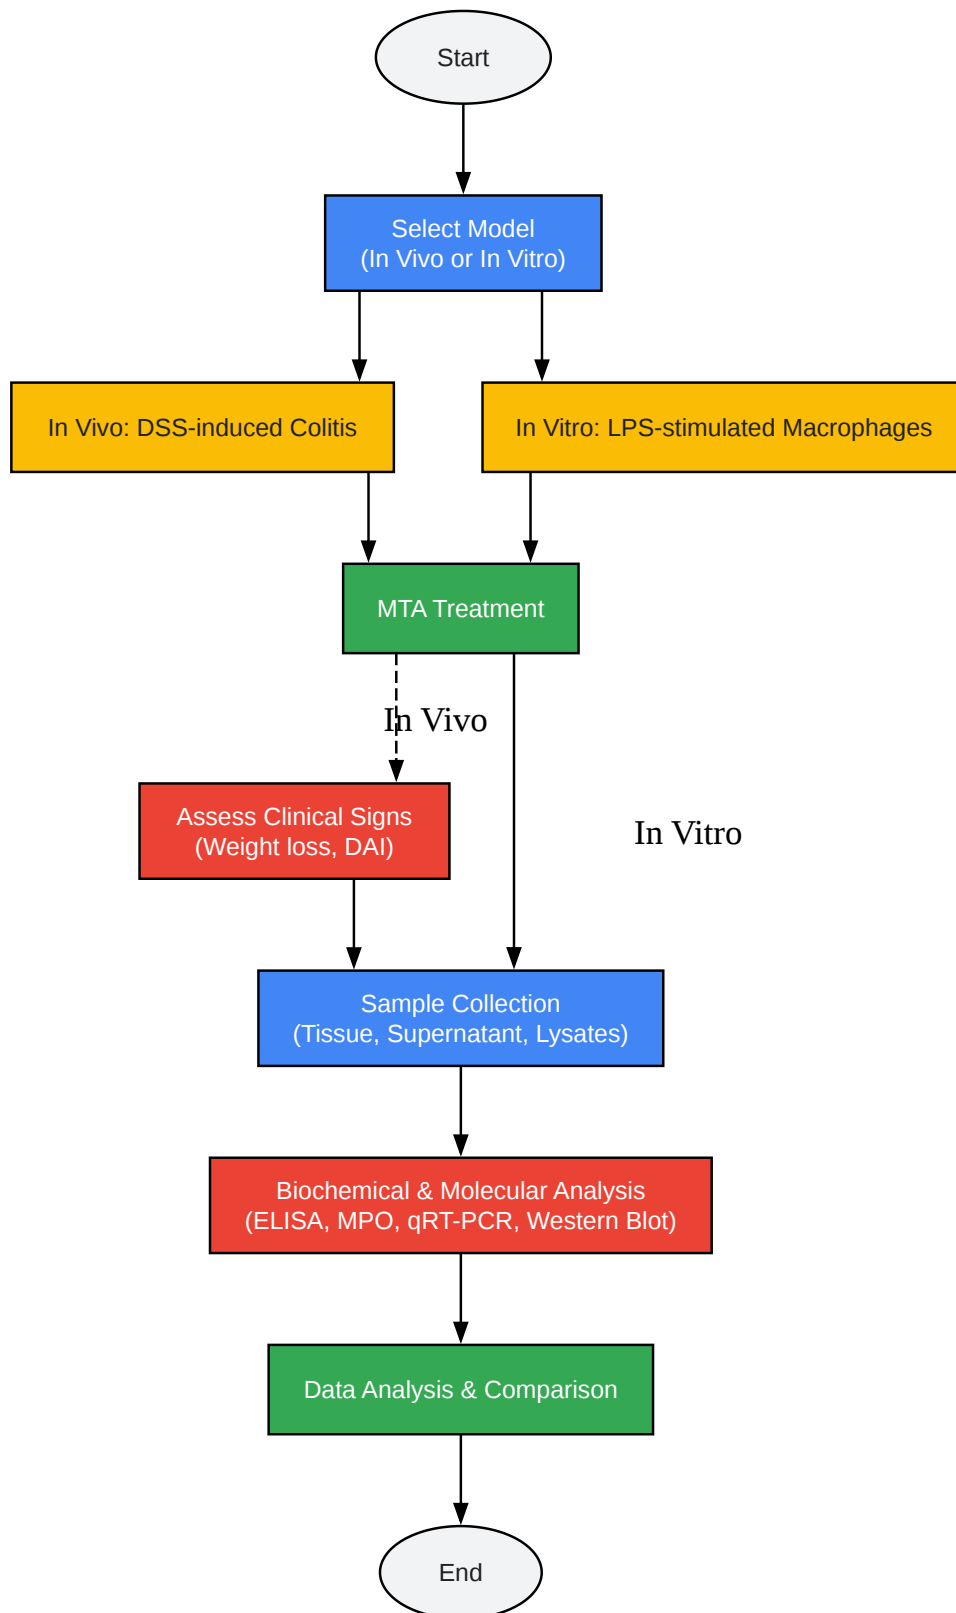 Start
Select Model
(In Vivo or In Vitro)
In Vivo: DSS-induced Colitis
In Vitro: LPS-stimulated Macrophages
MTA Treatment
In Vivo
Assess Clinical Signs
(Weight loss, DAI)
In Vitro
Sample Collection
(Tissue, Supernatant, Lysates)
Biochemical & Molecular Analysis
(ELISA, MPO, qRT-PCR, Western Blot)
Data Analysis & Comparison
End